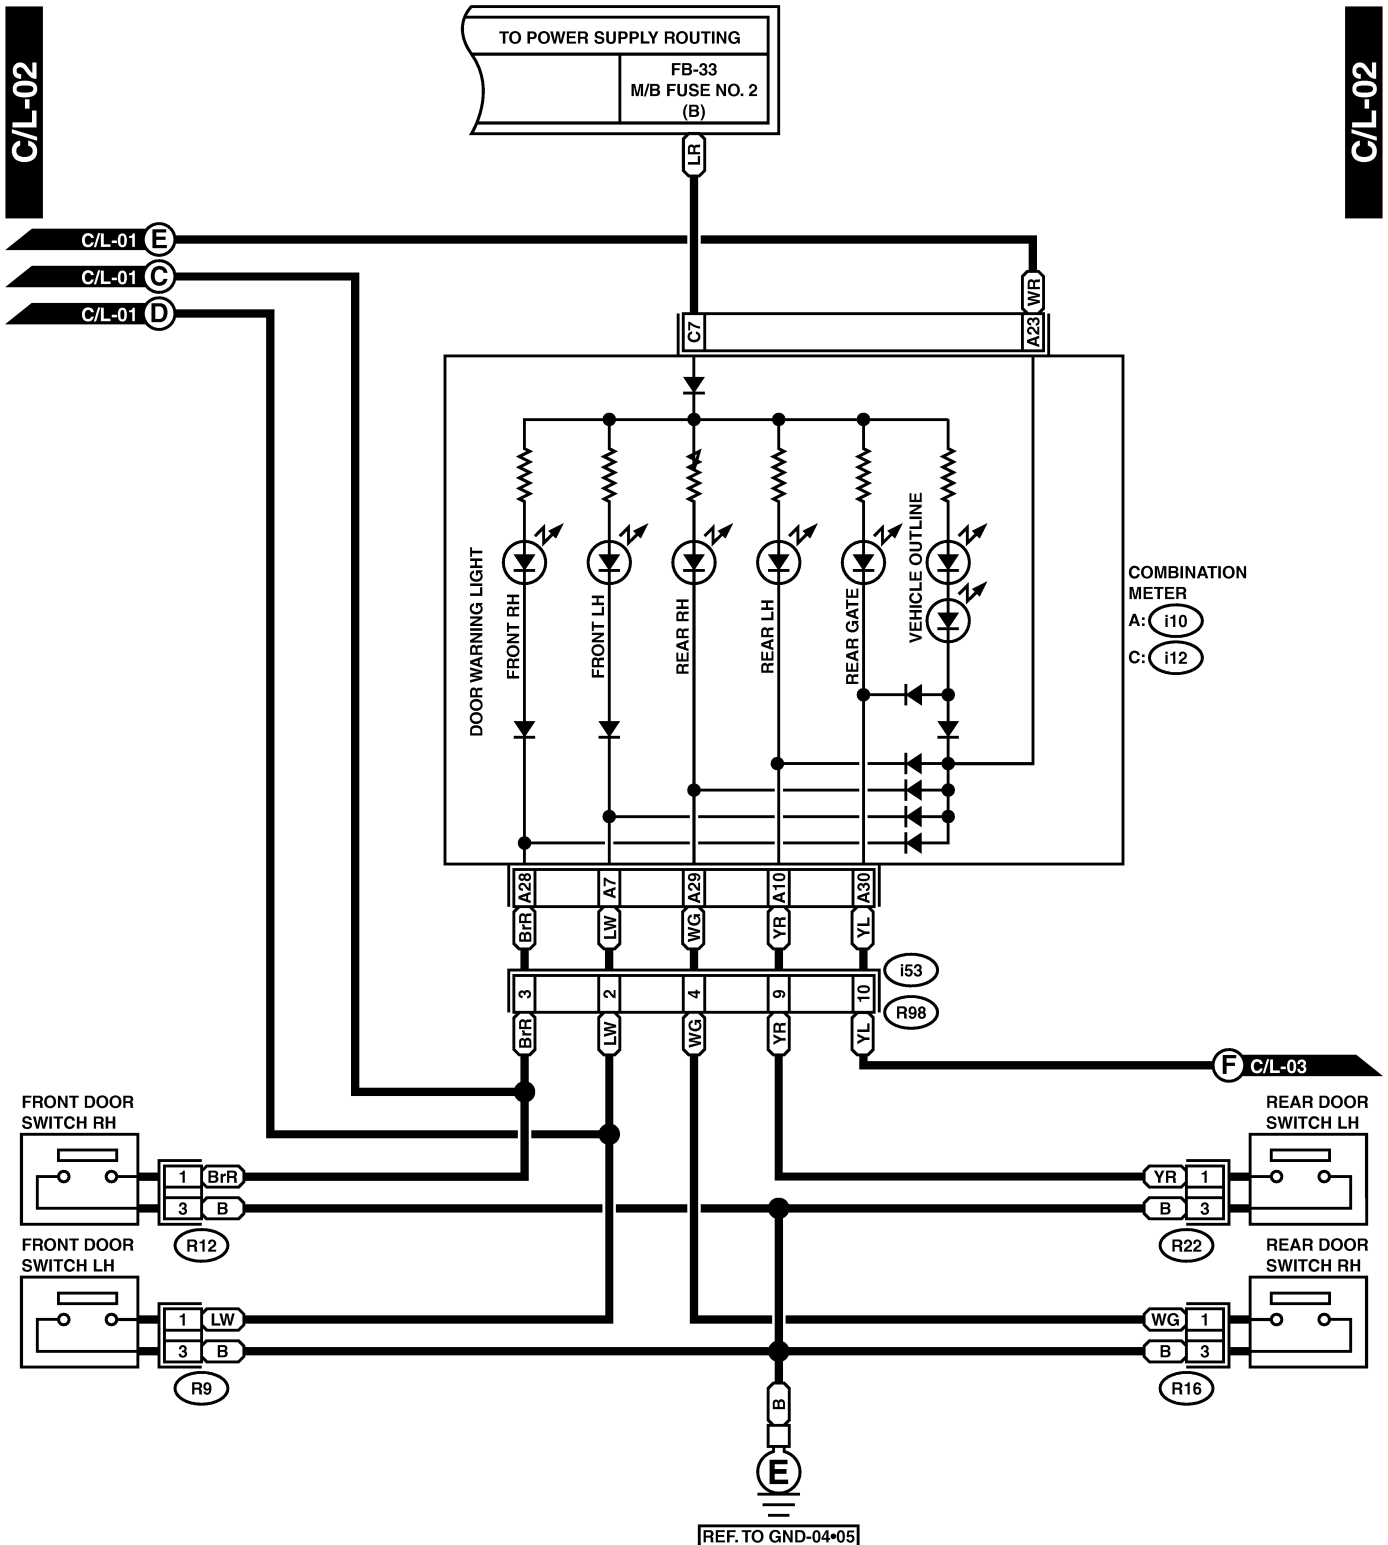 C/L-02
C/L-02
TO POWER SUPPLY ROUTING
FB-33
M/B FUSE NO. 2
(B)
LR
C/L-01 E
C/L-01 C
C/L-01 D
WR
C7
A23
DOOR WARNING LIGHT
FRONT RH
FRONT LH
REAR RH
REAR LH
REAR GATE
VEHICLE OUTLINE
COMBINATION
METER
A: i10
C: i12
A28
A7
A29
A10
A30
BrR
LW
WG
YR
YL
i53
3
2
4
9
10
R98
BrR
LW
WG
YR
YL
F C/L-03
FRONT DOOR
SWITCH RH
1 BrR
3 B
R12
REAR DOOR
SWITCH LH
YR 1
B 3
R22
FRONT DOOR
SWITCH LH
1 LW
3 B
R9
REAR DOOR
SWITCH RH
WG 1
B 3
R16
B
E
REF. TO GND-04•05